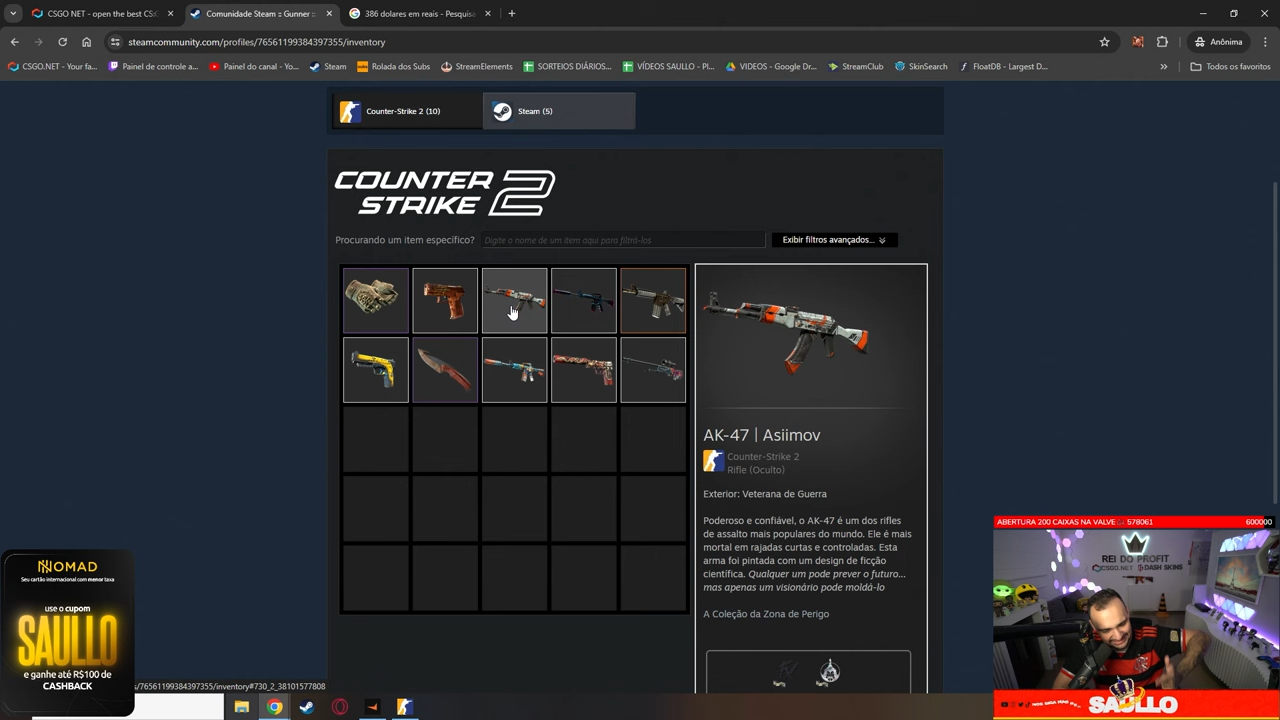 CSGO.NET - open the best CS:
Comunidade Steam :: Gunner ::
386 dolares em reais - Pesquisa
steamcommunity.com/profiles/76561199384397355/inventory
Anônima
CSGO.NET - Your fa...
Painel de controle a...
Painel do canal - Yo...
Steam
Rolada dos Subs
StreamElements
SORTEIOS DIÁRIOS...
VÍDEOS SAULLO - Pl...
VIDEOS - Google Dr...
StreamClub
SkinSearch
FloatDB - Largest D...
Todos os favoritos
Counter-Strike 2 (10)
Steam (5)
COUNTER
STRIKE 2
Procurando um item específico?
Digite o nome de um item aqui para filtrá-los
Exibir filtros avançados...
AK-47 | Asiimov
Counter-Strike 2
Rifle (Oculto)
Exterior: Veterana de Guerra
Poderoso e confiável, o AK-47 é um dos rifles
de assalto mais populares do mundo. Ele é mais
mortal em rajadas curtas e controladas. Esta
arma foi pintada com um design de ficção
científica. Qualquer um pode prever o futuro...
mas apenas um visionário pode moldá-lo
A Coleção da Zona de Perigo
NOMAD
Seu cartão internacional com menor taxa
use o cupom
SAULLO
e ganhe até R$100 de
CASHBACK
s/76561199384397355/inventory#730_2_38101577808
ABERTURA 200 CAIXAS NA VALVE
578061
600000
REI DO PROFIT
CSGO.NET
DASH SKINS
SAULLO